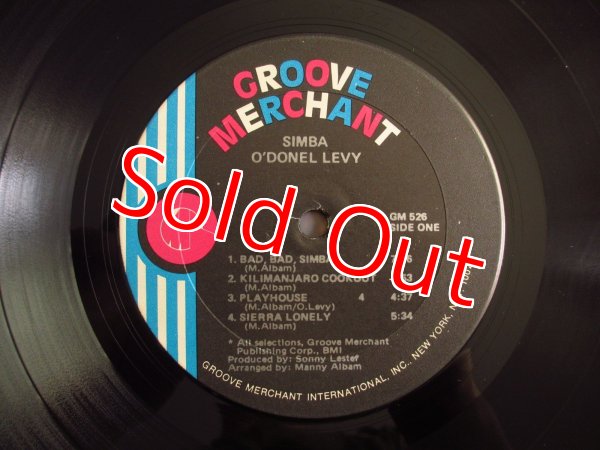 GROOVE
MERCHANT
SIMBA
O'DONEL LEVY
Sold Out
GM 526
SIDE ONE
1. BAD, BAD, SIMBA
(M.Albam)
2. KILIMANJARO COOKOUT
(M.Albam)
3. PLAYHOUSE 4 4:37
(M.Albam/O.Levy)
4. SIERRA LONELY 5:34
(M.Albam)
* All selections, Groove Merchant
Publishing Corp., BMI
Produced by: Sonny Lester
Arranged by: Manny Albam
GROOVE MERCHANT INTERNATIONAL, INC., NEW YORK,